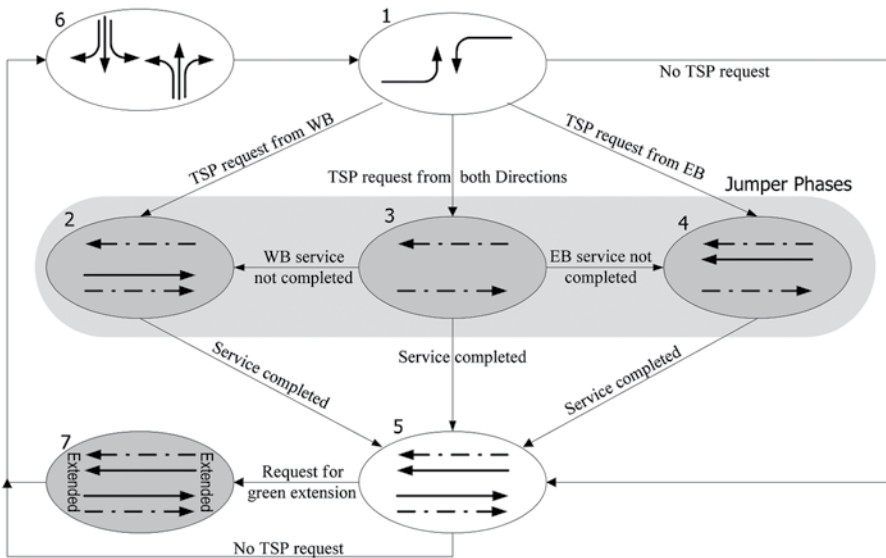 6
1
No TSP request
TSP request from WB
TSP request from both Directions
TSP request from EB
Jumper Phases
2
3
4
WB service
not completed
EB service not
completed
Service completed
Service completed
Service completed
7
5
Extended
Extended
Request for
green extension
No TSP request